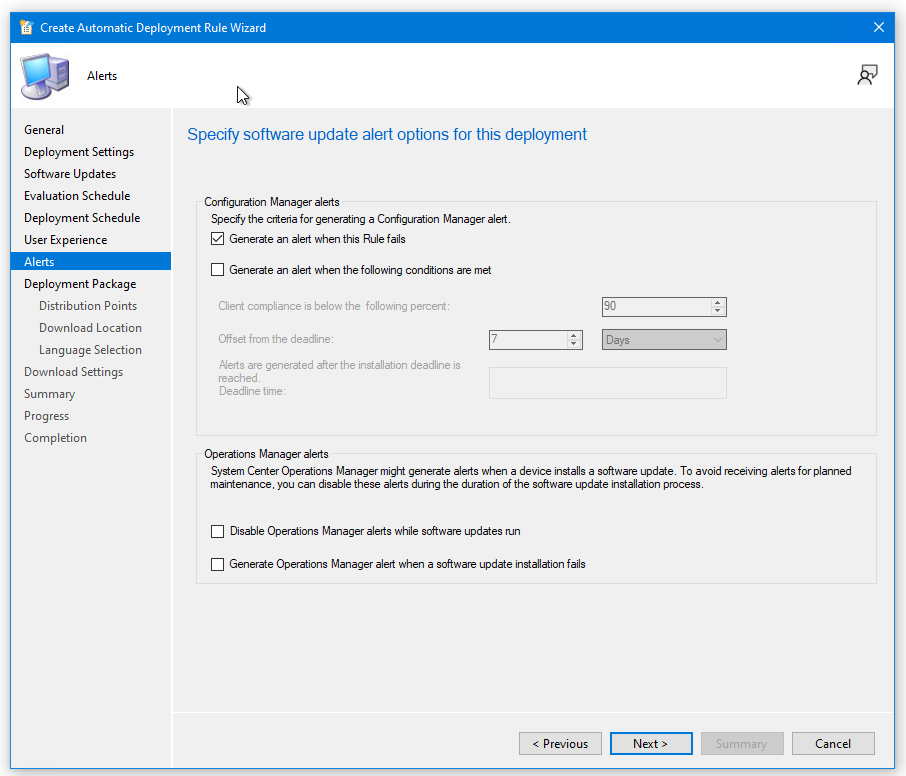 Create Automatic Deployment Rule Wizard
Alerts
General
Deployment Settings
Software Updates
Evaluation Schedule
Deployment Schedule
User Experience
Alerts
Deployment Package
Distribution Points
Download Location
Language Selection
Download Settings
Summary
Progress
Completion
Specify software update alert options for this deployment
Configuration Manager alerts
Specify the criteria for generating a Configuration Manager alert.
Generate an alert when this Rule fails
Generate an alert when the following conditions are met
Client compliance is below the following percent: 90
Offset from the deadline: 7 Days
Alerts are generated after the installation deadline is
reached.
Deadline time:
Operations Manager alerts
System Center Operations Manager might generate alerts when a device installs a software update. To avoid receiving alerts for planned
maintenance, you can disable these alerts during the duration of the software update installation process.
Disable Operations Manager alerts while software updates run
Generate Operations Manager alert when a software update installation fails
< Previous Next > Summary Cancel